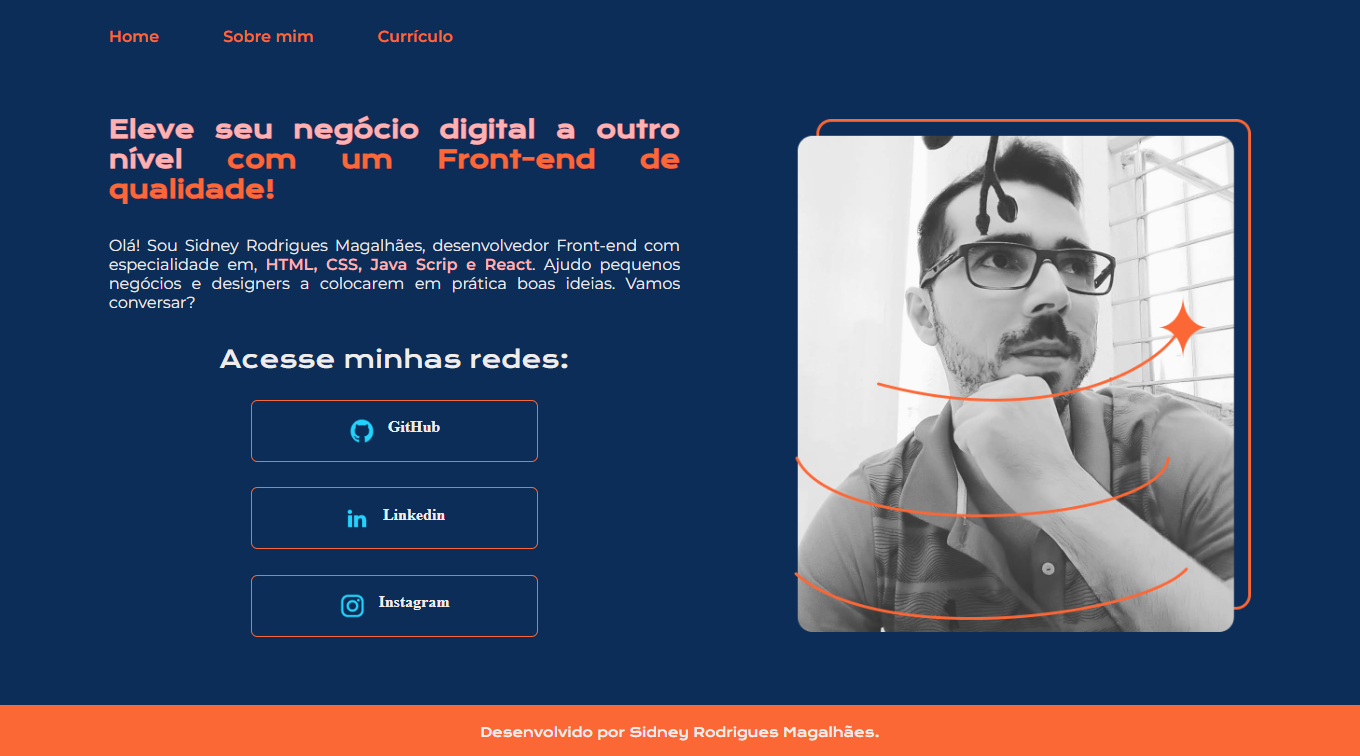 Home Sobre mim Currículo
Eleve seu negócio digital a outro
nível com um Front-end de
qualidade!
Olá! Sou Sidney Rodrigues Magalhães, desenvolvedor Front-end com
especialidade em, HTML, CSS, Java Scrip e React. Ajudo pequenos
negócios e designers a colocarem em prática boas ideias. Vamos
conversar?
Acesse minhas redes:
GitHub
Linkedin
Instagram
Desenvolvido por Sidney Rodrigues Magalhães.